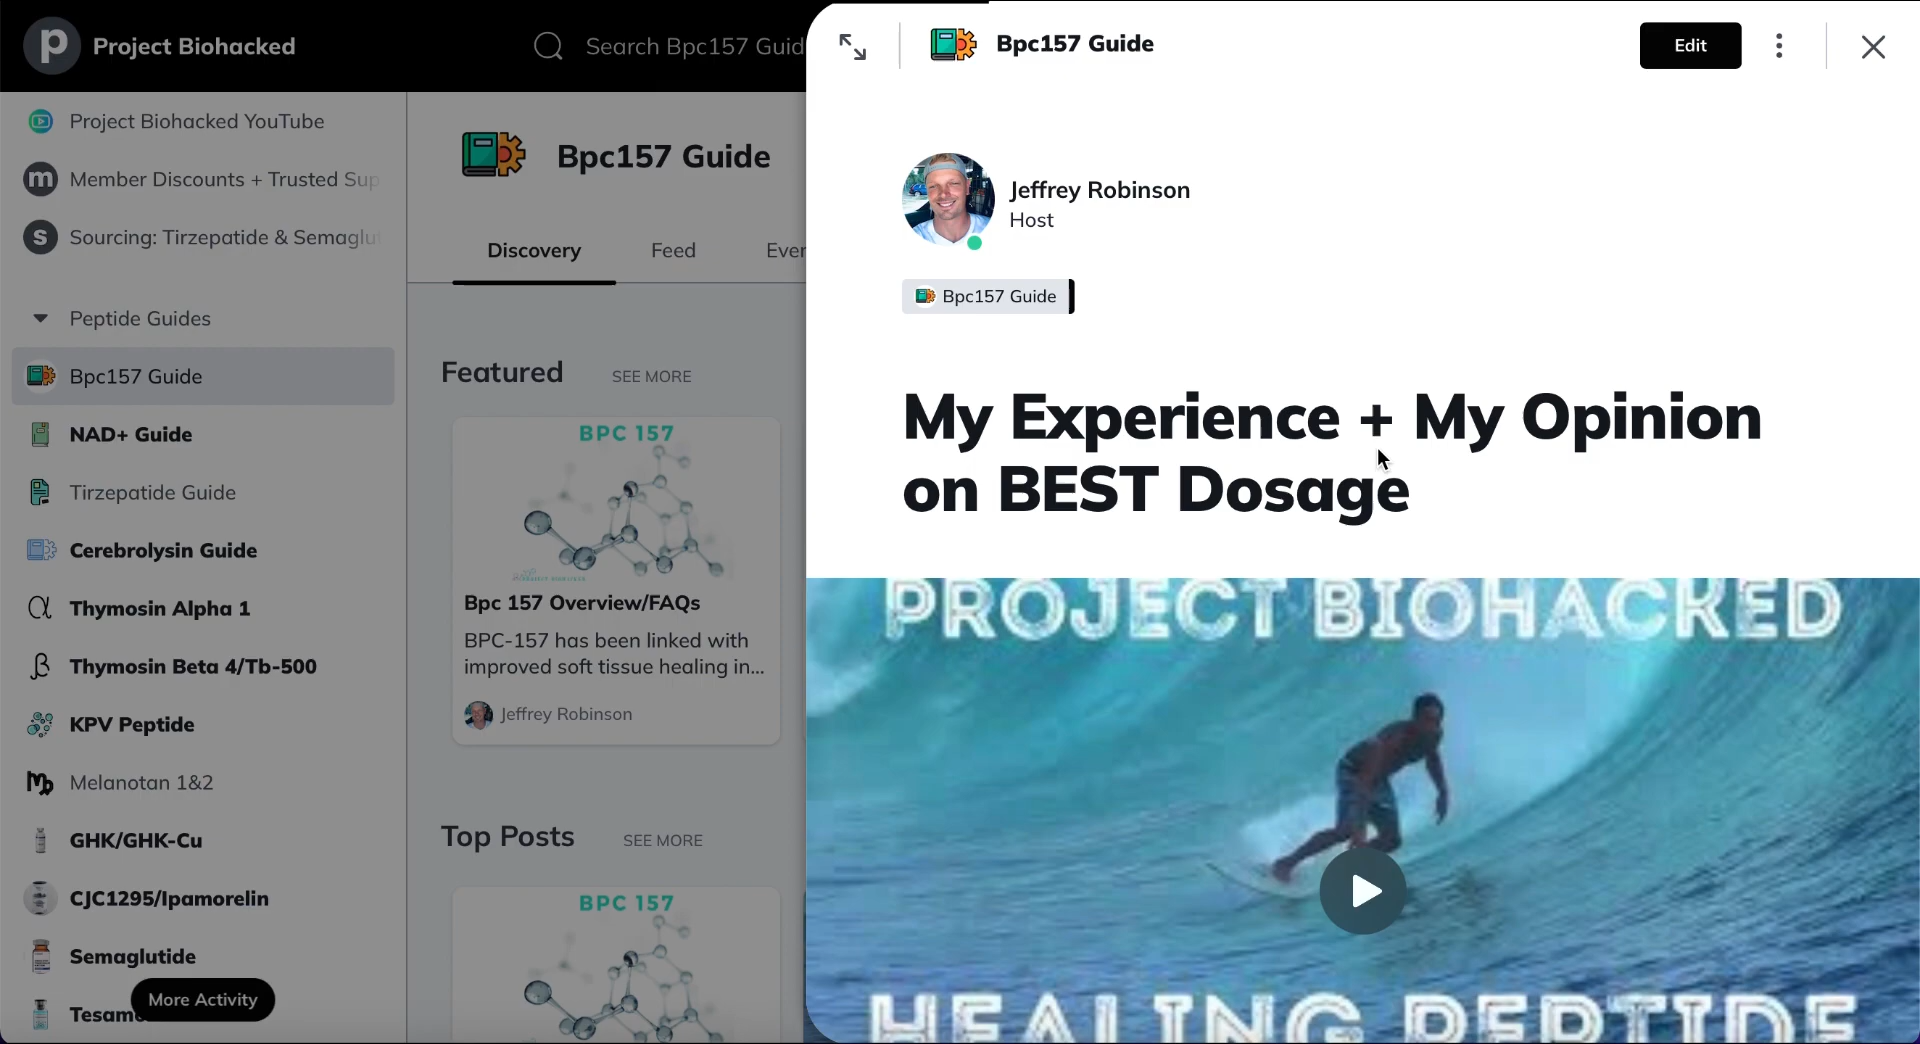 Project Biohacked
Search Bpc157 Guid
Project Biohacked YouTube
Member Discounts + Trusted Sup
Sourcing: Tirzepatide & Semaglut
Peptide Guides
Bpc157 Guide
NAD+ Guide
Tirzepatide Guide
Cerebrolysin Guide
Thymosin Alpha 1
Thymosin Beta 4/Tb-500
KPV Peptide
Melanotan 1&2
GHK/GHK-Cu
CJC1295/Ipamorelin
Semaglutide
Tesam
More Activity
Bpc157 Guide
Discovery
Feed
Even
Featured
SEE MORE
BPC 157
Bpc 157 Overview/FAQs
BPC-157 has been linked with
improved soft tissue healing in...
Jeffrey Robinson
Top Posts
SEE MORE
BPC 157
Bpc157 Guide
Edit
Jeffrey Robinson
Host
Bpc157 Guide
My Experience + My Opinion
on BEST Dosage
PROJECT BIOHACKED
HEALING PEPTIDE